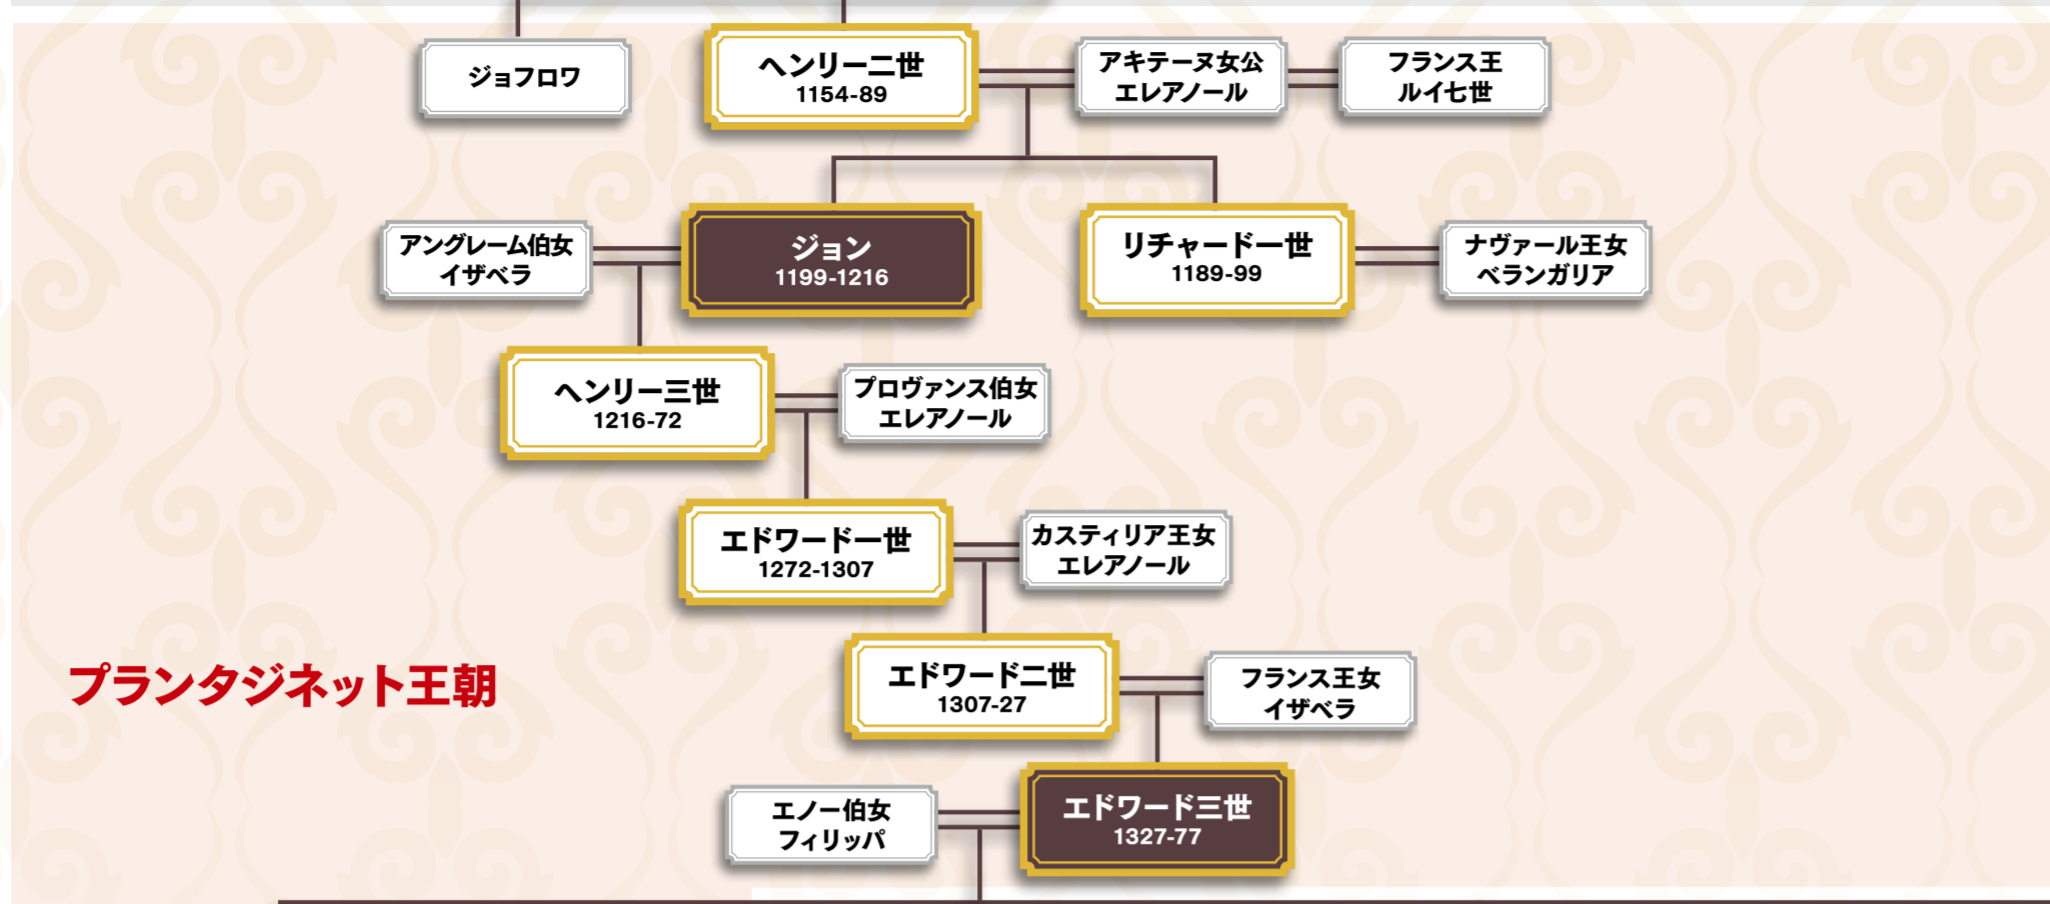 ジョフロワ
ヘンリー二世
1154-89
アキテーヌ女公
エレアノール
フランス王
ルイ七世
アングレーム伯女
イザベラ
ジョン
1199-1216
リチャード一世
1189-99
ナヴァール王女
ベランガリア
ヘンリー三世
1216-72
プロヴァンス伯女
エレアノール
エドワード一世
1272-1307
カスティリア王女
エレアノール
プランタジネット王朝
エドワード二世
1307-27
フランス王女
イザベラ
エノー伯女
フィリッパ
エドワード三世
1327-77